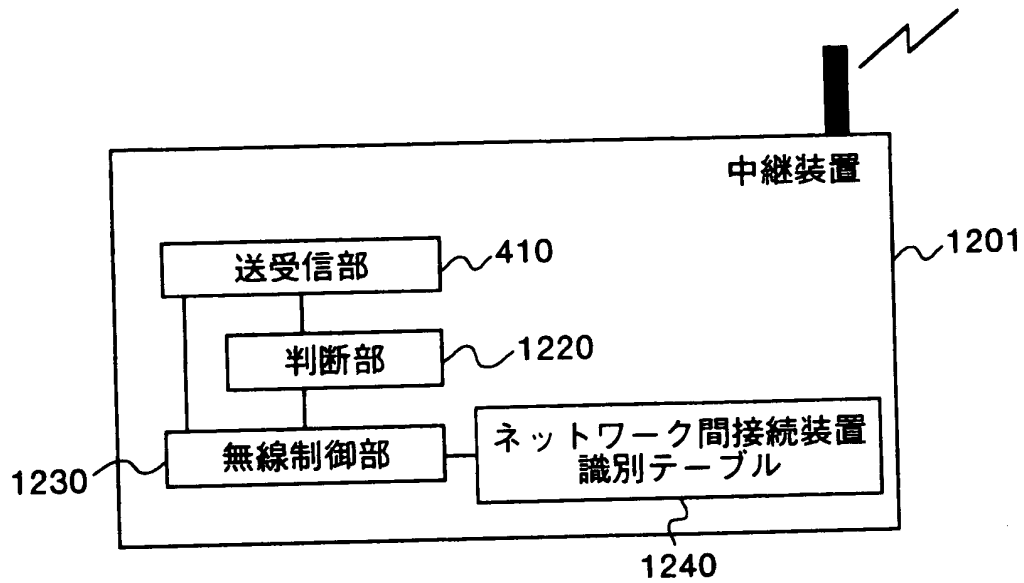 中継装置
1201
送受信部
410
判断部
1220
無線制御部
1230
ネットワーク間接続装置
識別テーブル
1240